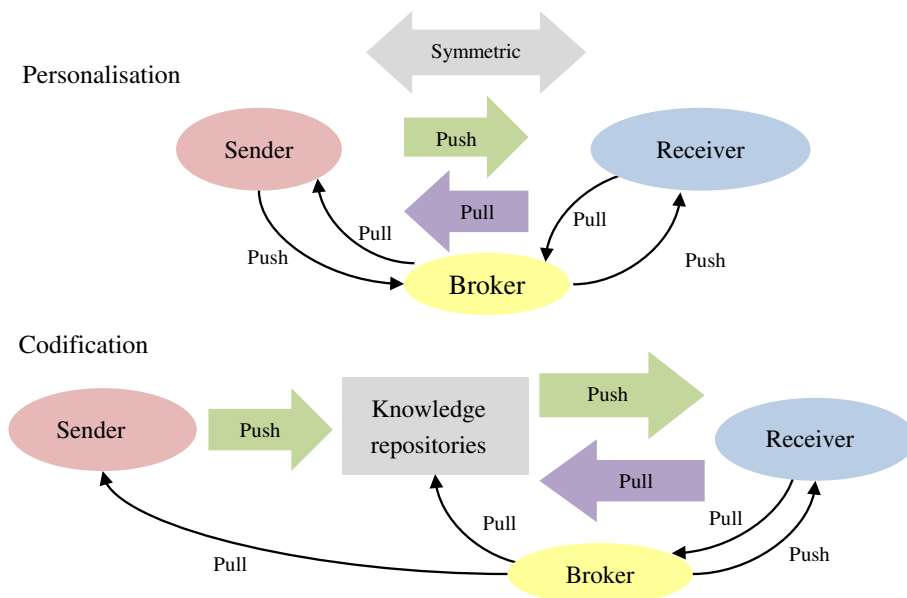 Symmetric
Personalisation
Sender
Push
Receiver
Pull
Pull
Pull
Push
Push
Broker
Codification
Sender
Push
Knowledge
repositories
Push
Receiver
Pull
Pull
Pull
Push
Pull
Broker